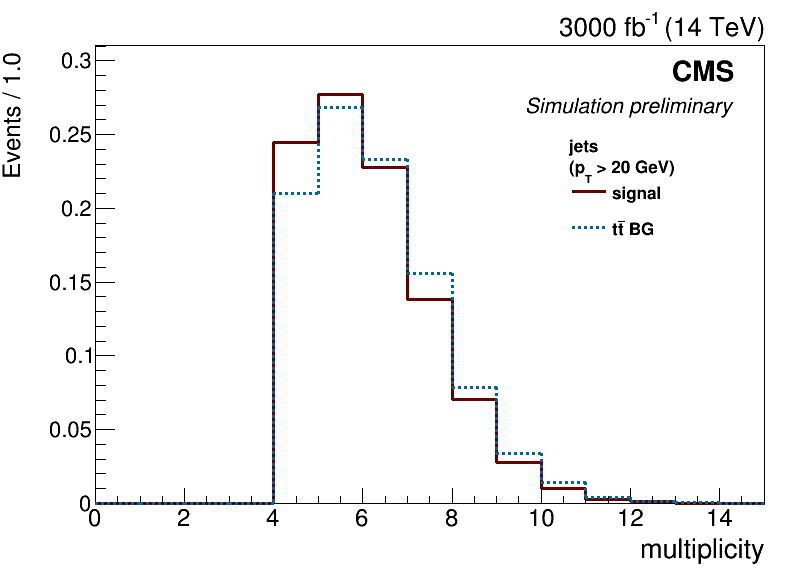 3000 fb⁻¹ (14 TeV)
Events / 1.0
CMS
Simulation preliminary
jets
(p_T > 20 GeV)
signal
tt̅ BG
0.3
0.25
0.2
0.15
0.1
0.05
0
0 2 4 6 8 10 12 14
multiplicity